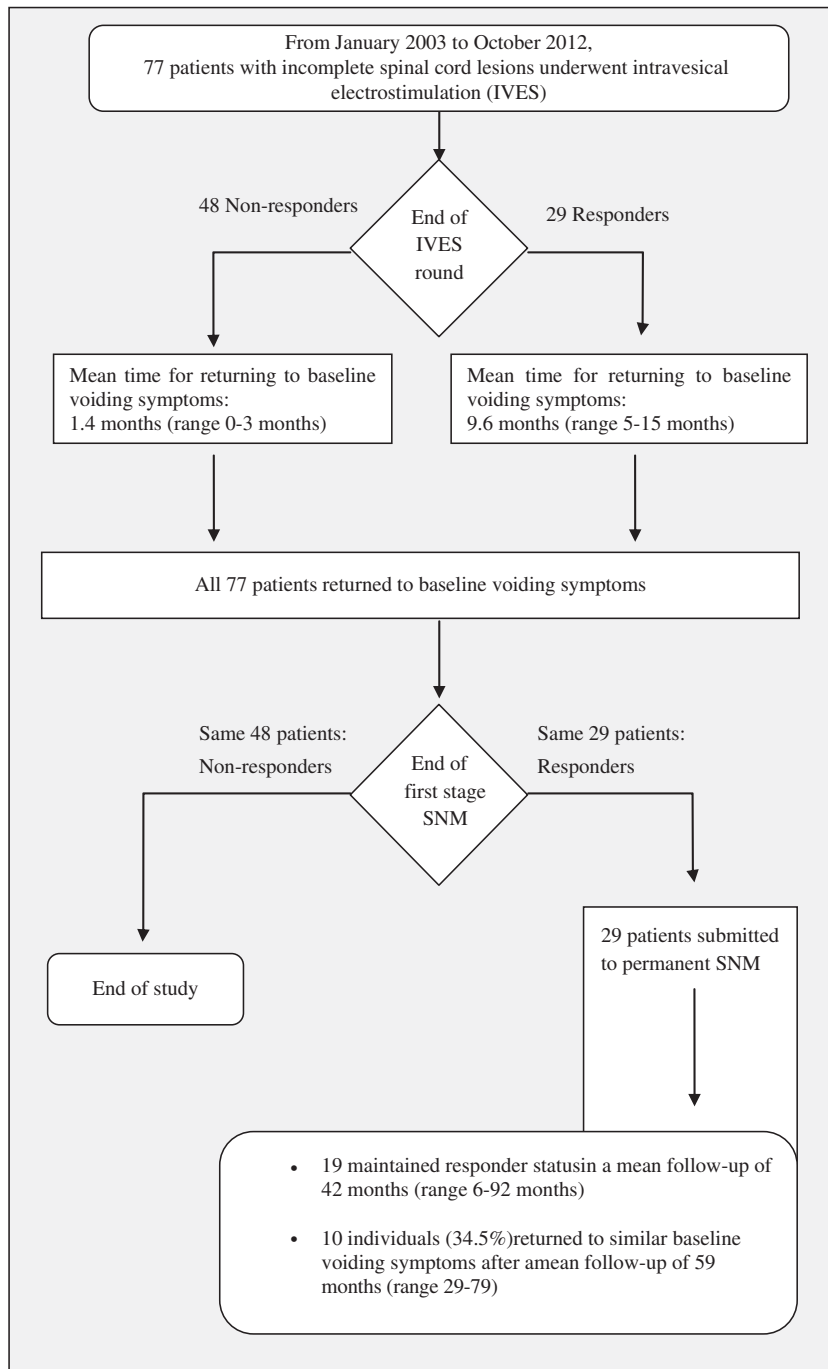 From January 2003 to October 2012,
77 patients with incomplete spinal cord lesions underwent intravesical
electrostimulation (IVES)
48 Non-responders
29 Responders
End of
IVES
round
Mean time for returning to baseline
voiding symptoms:
1.4 months (range 0-3 months)
Mean time for returning to baseline
voiding symptoms:
9.6 months (range 5-15 months)
All 77 patients returned to baseline voiding symptoms
Same 48 patients:
Non-responders
Same 29 patients:
Responders
End of
first stage
SNM
29 patients submitted
to permanent SNM
End of study
• 19 maintained responder statusin a mean follow-up of
42 months (range 6-92 months)
• 10 individuals (34.5%)returned to similar baseline
voiding symptoms after amean follow-up of 59
months (range 29-79)